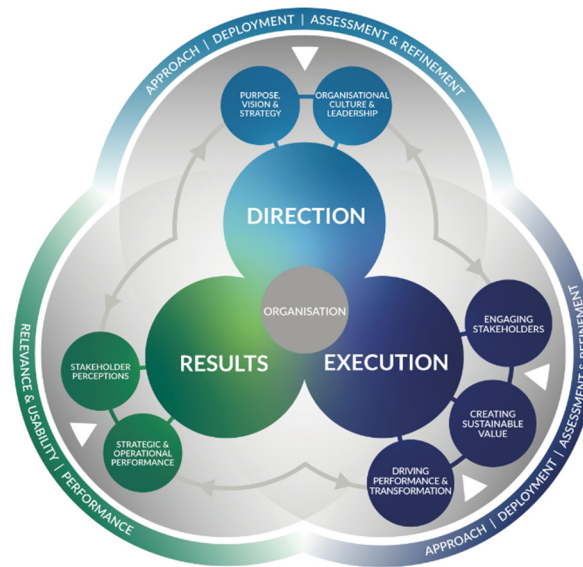 APPROACH | DEPLOYMENT | ASSESSMENT & REFINEMENT
PURPOSE,
VISION &
STRATEGY
ORGANISATIONAL
CULTURE &
LEADERSHIP
DIRECTION
ORGANISATION
RESULTS
EXECUTION
ENGAGING
STAKEHOLDERS
CREATING
SUSTAINABLE
VALUE
DRIVING
PERFORMANCE &
TRANSFORMATION
STAKEHOLDER
PERCEPTIONS
STRATEGIC
& OPERATIONAL
PERFORMANCE
RELEVANCE & USABILITY | PERFORMANCE
APPROACH | DEPLOYMENT | ASSESSMENT & REFINEMENT